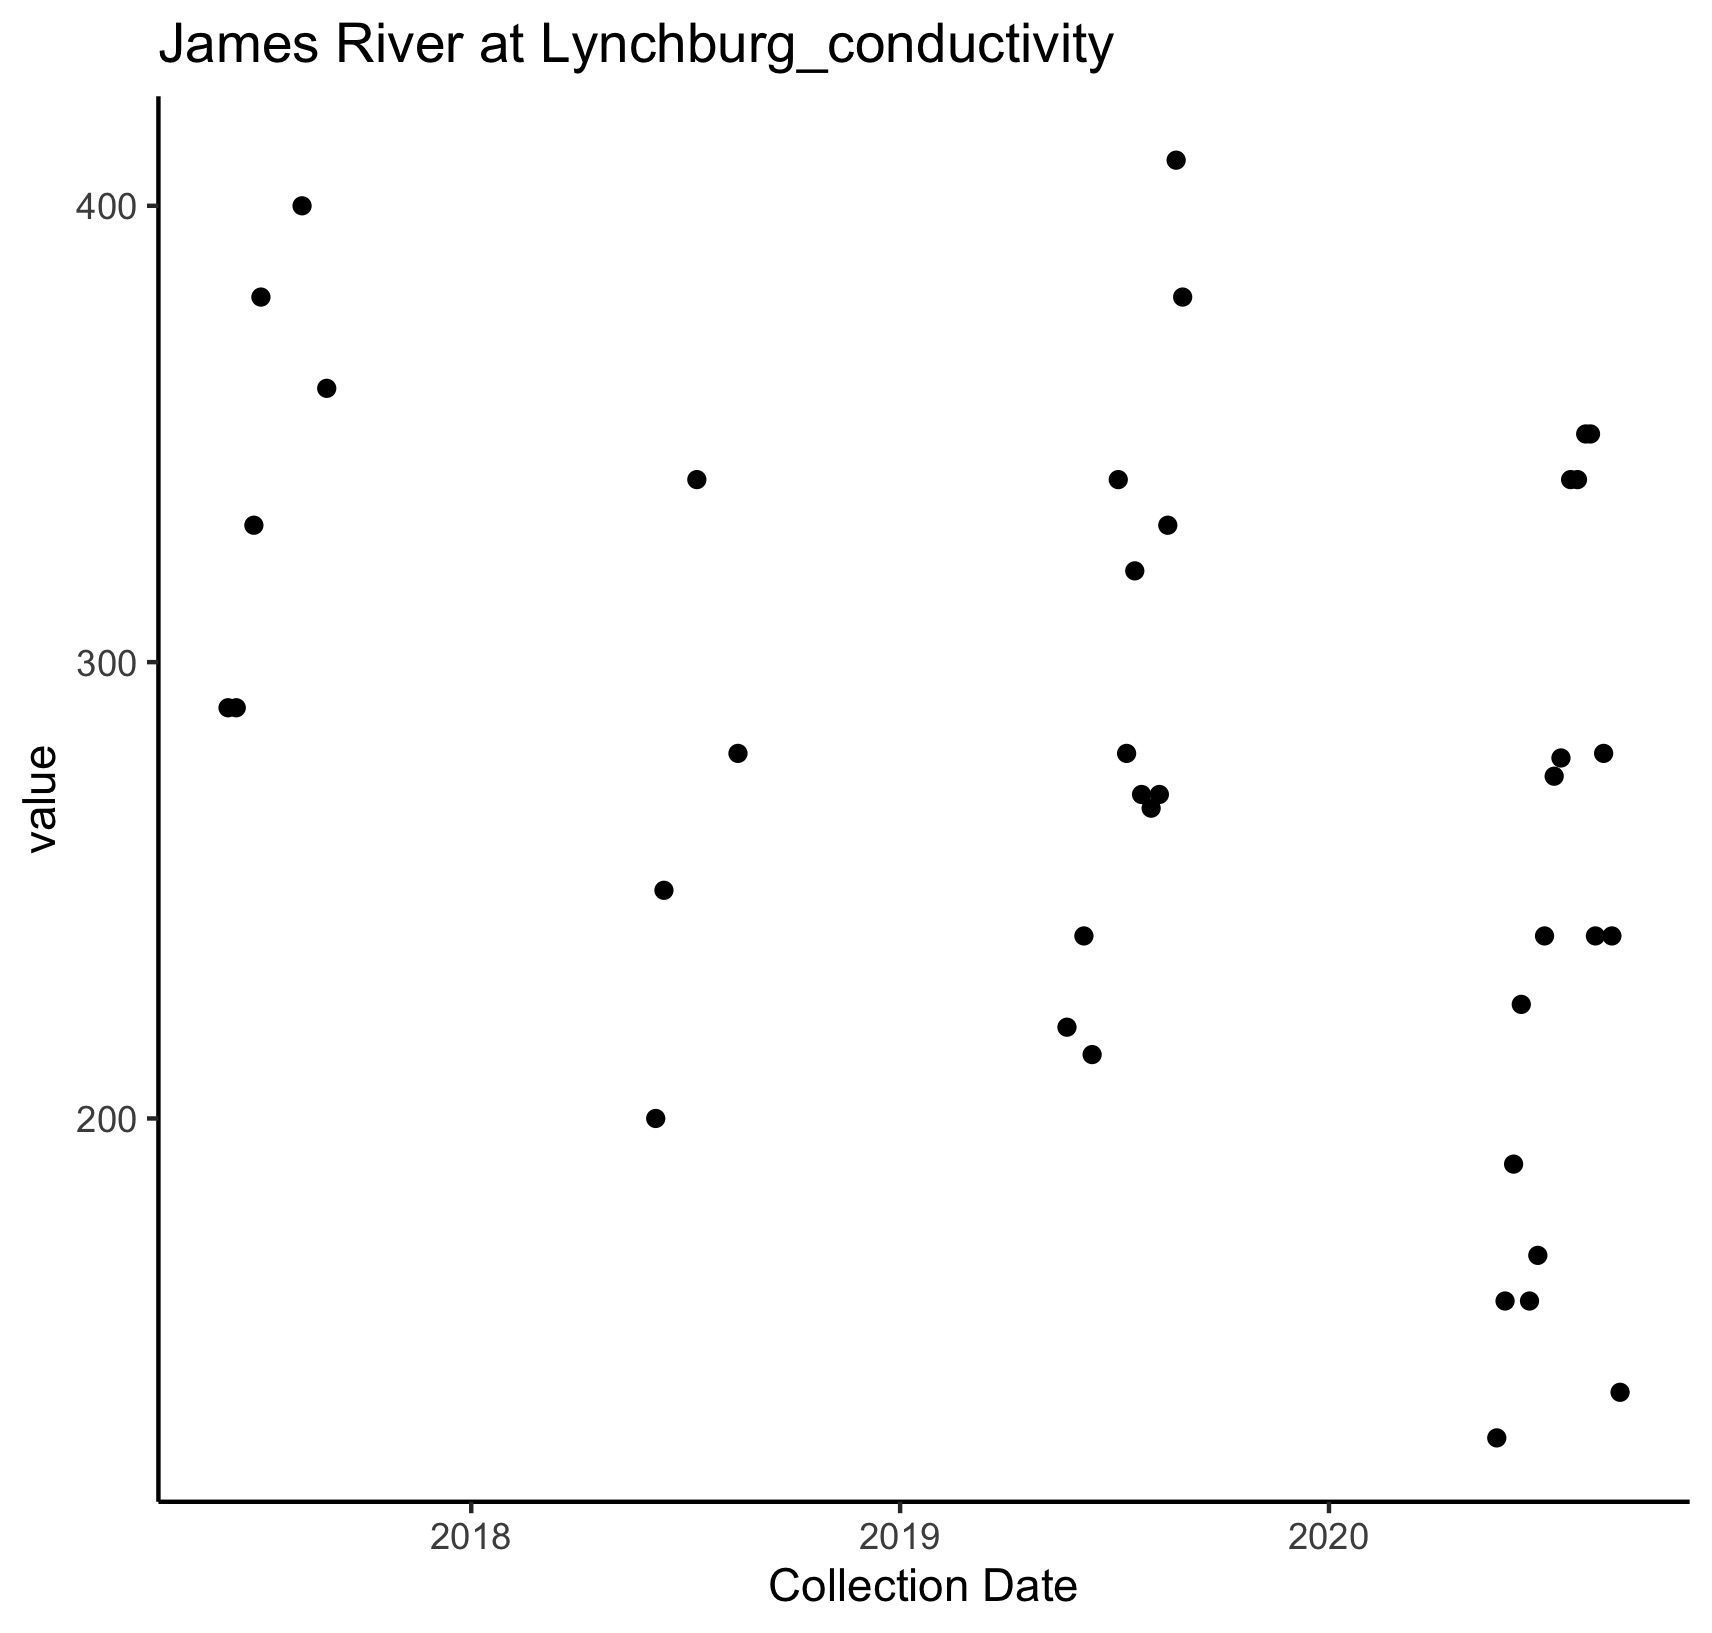 James River at Lynchburg_conductivity
400
300
200
value
2018 2019 2020
Collection Date